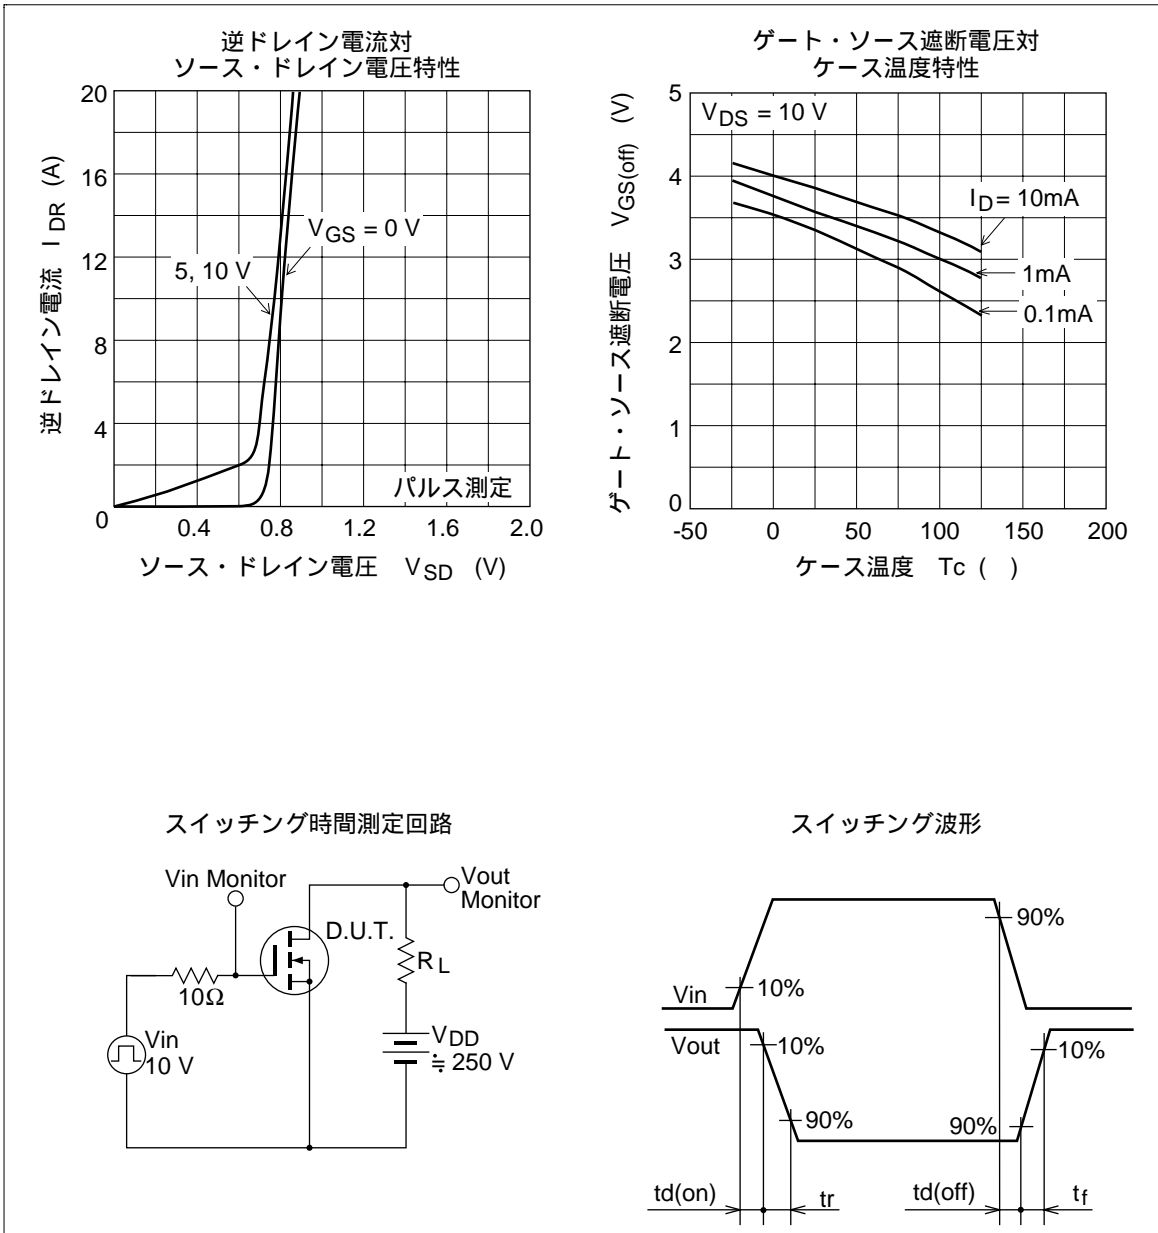 逆ドレイン電流対
ソース・ドレイン電圧特性
20
16
12
8
4
0
0.4
0.8
1.2
1.6
2.0
逆ドレイン電流 I DR (A)
VGS = 0 V
5, 10 V
パルス測定
ソース・ドレイン電圧 VSD (V)
ゲート・ソース遮断電圧対
ケース温度特性
5
4
3
2
1
0
-50
0
50
100
150
200
ゲート・ソース遮断電圧 VGS(off) (V)
VDS = 10 V
ID = 10mA
1mA
0.1mA
ケース温度 Tc ( )
スイッチング時間測定回路
Vin Monitor
Vout
Monitor
D.U.T.
RL
10Ω
Vin
10 V
VDD
≒ 250 V
スイッチング波形
90%
Vin
10%
Vout
10%
10%
90%
90%
td(on)
tr
td(off)
tf